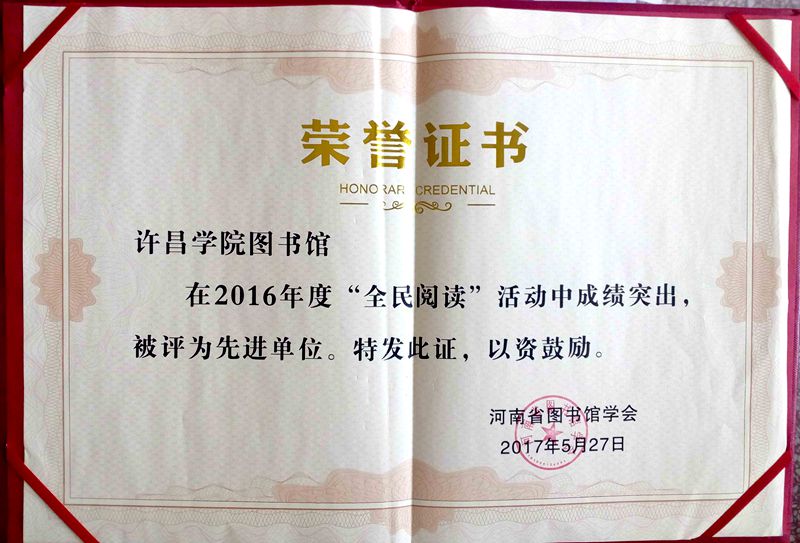 荣誉证书
HONORARY CREDENTIAL
许昌学院图书馆
在2016年度“全民阅读”活动中成绩突出，
被评为先进单位。特发此证，以资鼓励。
河南省图书馆学会
2017年5月27日